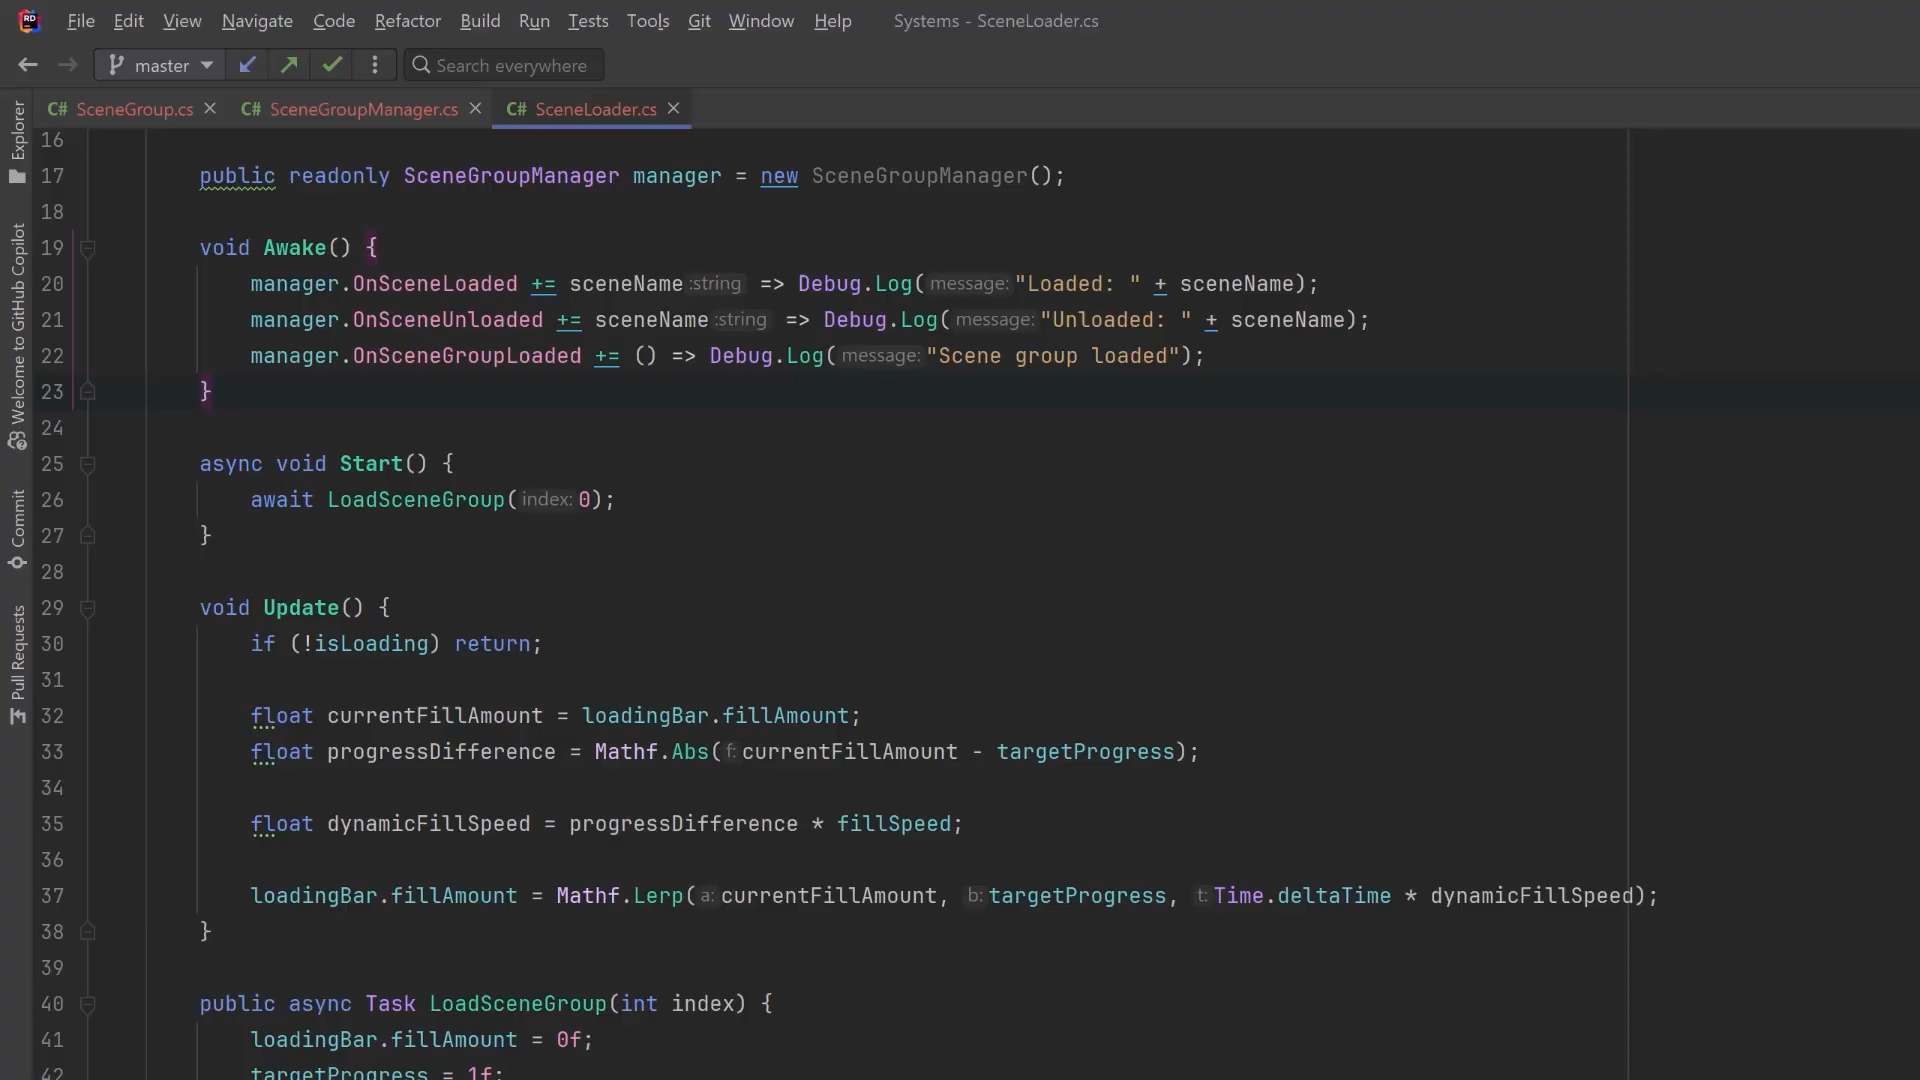 RD File Edit View Navigate Code Refactor Build Run Tests Tools Git Window Help Systems - SceneLoader.cs
master Search everywhere
C# SceneGroup.cs C# SceneGroupManager.cs C# SceneLoader.cs
Explorer
Welcome to GitHub Copilot
Commit
Pull Requests
16
17 public readonly SceneGroupManager manager = new SceneGroupManager();
18
19 void Awake() {
20 manager.OnSceneLoaded += sceneName :string => Debug.Log( message: "Loaded: " + sceneName);
21 manager.OnSceneUnloaded += sceneName :string => Debug.Log( message: "Unloaded: " + sceneName);
22 manager.OnSceneGroupLoaded += () => Debug.Log( message: "Scene group loaded");
23 }
24
25 async void Start() {
26 await LoadSceneGroup( index: 0);
27 }
28
29 void Update() {
30 if (!isLoading) return;
31
32 float currentFillAmount = loadingBar.fillAmount;
33 float progressDifference = Mathf.Abs( f: currentFillAmount - targetProgress);
34
35 float dynamicFillSpeed = progressDifference * fillSpeed;
36
37 loadingBar.fillAmount = Mathf.Lerp( a: currentFillAmount, b: targetProgress, t: Time.deltaTime * dynamicFillSpeed);
38 }
39
40 public async Task LoadSceneGroup(int index) {
41 loadingBar.fillAmount = 0f;
42 targetProgress = 1f;